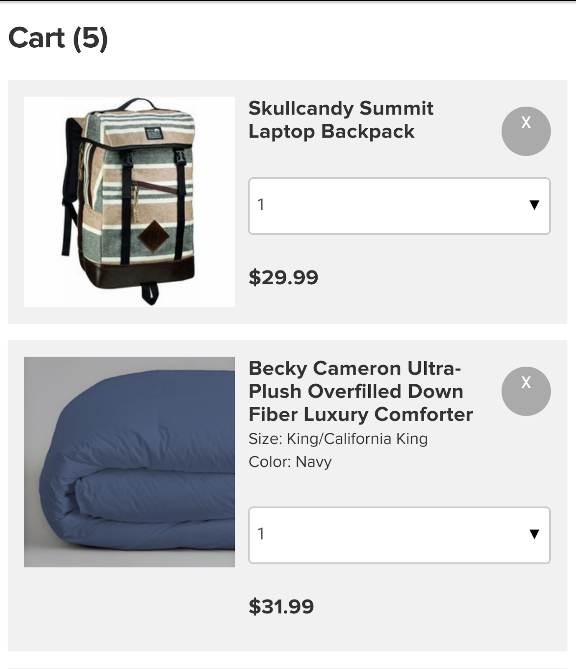 Cart (5)
Skullcandy Summit
Laptop Backpack
X
1
$29.99
Becky Cameron Ultra-
Plush Overfilled Down
Fiber Luxury Comforter
X
Size: King/California King
Color: Navy
1
$31.99